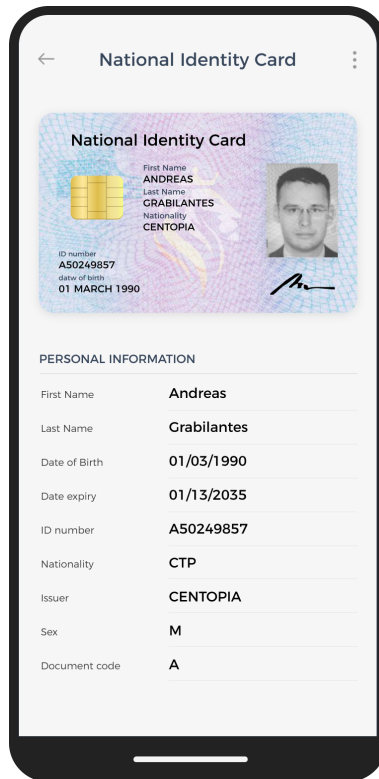 National Identity Card
National Identity Card
First Name
ANDREAS
Last Name
GRABILANTES
Nationality
CENTOPIA
ID number
A50249857
datw of birth
01 MARCH 1990
PERSONAL INFORMATION
First Name Andreas
Last Name Grabilantes
Date of Birth 01/03/1990
Date expiry 01/13/2035
ID number A50249857
Nationality CTP
Issuer CENTOPIA
Sex M
Document code A